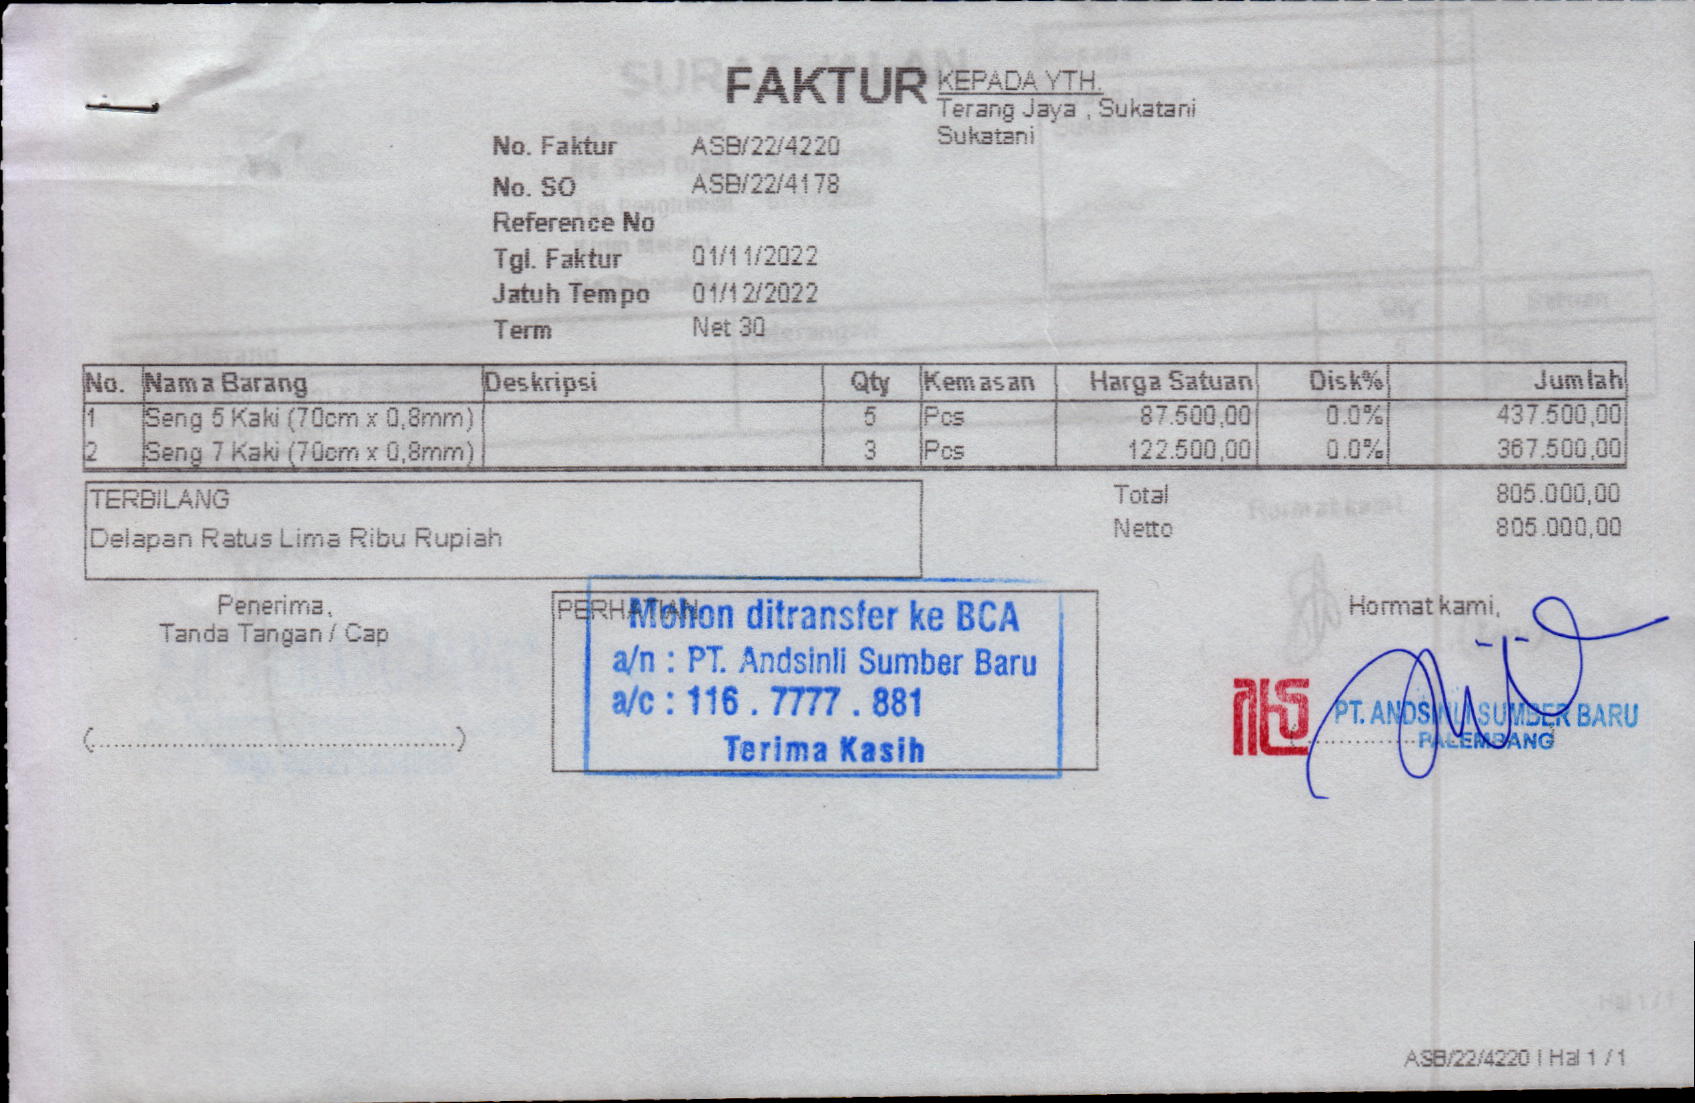 FAKTUR
KEPADA YTH.
Terang Jaya , Sukatani
Sukatani
No. Faktur ASB/22/4220
No. SO ASB/22/4178
Reference No
Tgl. Faktur 01/11/2022
Jatuh Tempo 01/12/2022
Term Net 30
No. Nama Barang Deskripsi Qty Kemasan Harga Satuan Disk% Jumlah
1 Seng 5 Kaki (70cm x 0,8mm) 5 Pcs 87.500,00 0.0% 437.500,00
2 Seng 7 Kaki (70cm x 0,8mm) 3 Pcs 122.500,00 0.0% 367.500,00
TERBILANG
Delapan Ratus Lima Ribu Rupiah
Total 805.000,00
Netto 805.000,00
Penerima,
Tanda Tangan / Cap
(................................................)
PERHATIAN
Mohon ditransfer ke BCA
a/n : PT. Andsinli Sumber Baru
a/c : 116 . 7777 . 881
Terima Kasih
Hormat kami,
PT. ANDSINLI SUMBER BARU
PALEMBANG
ASB/22/4220 | Hal 1 / 1